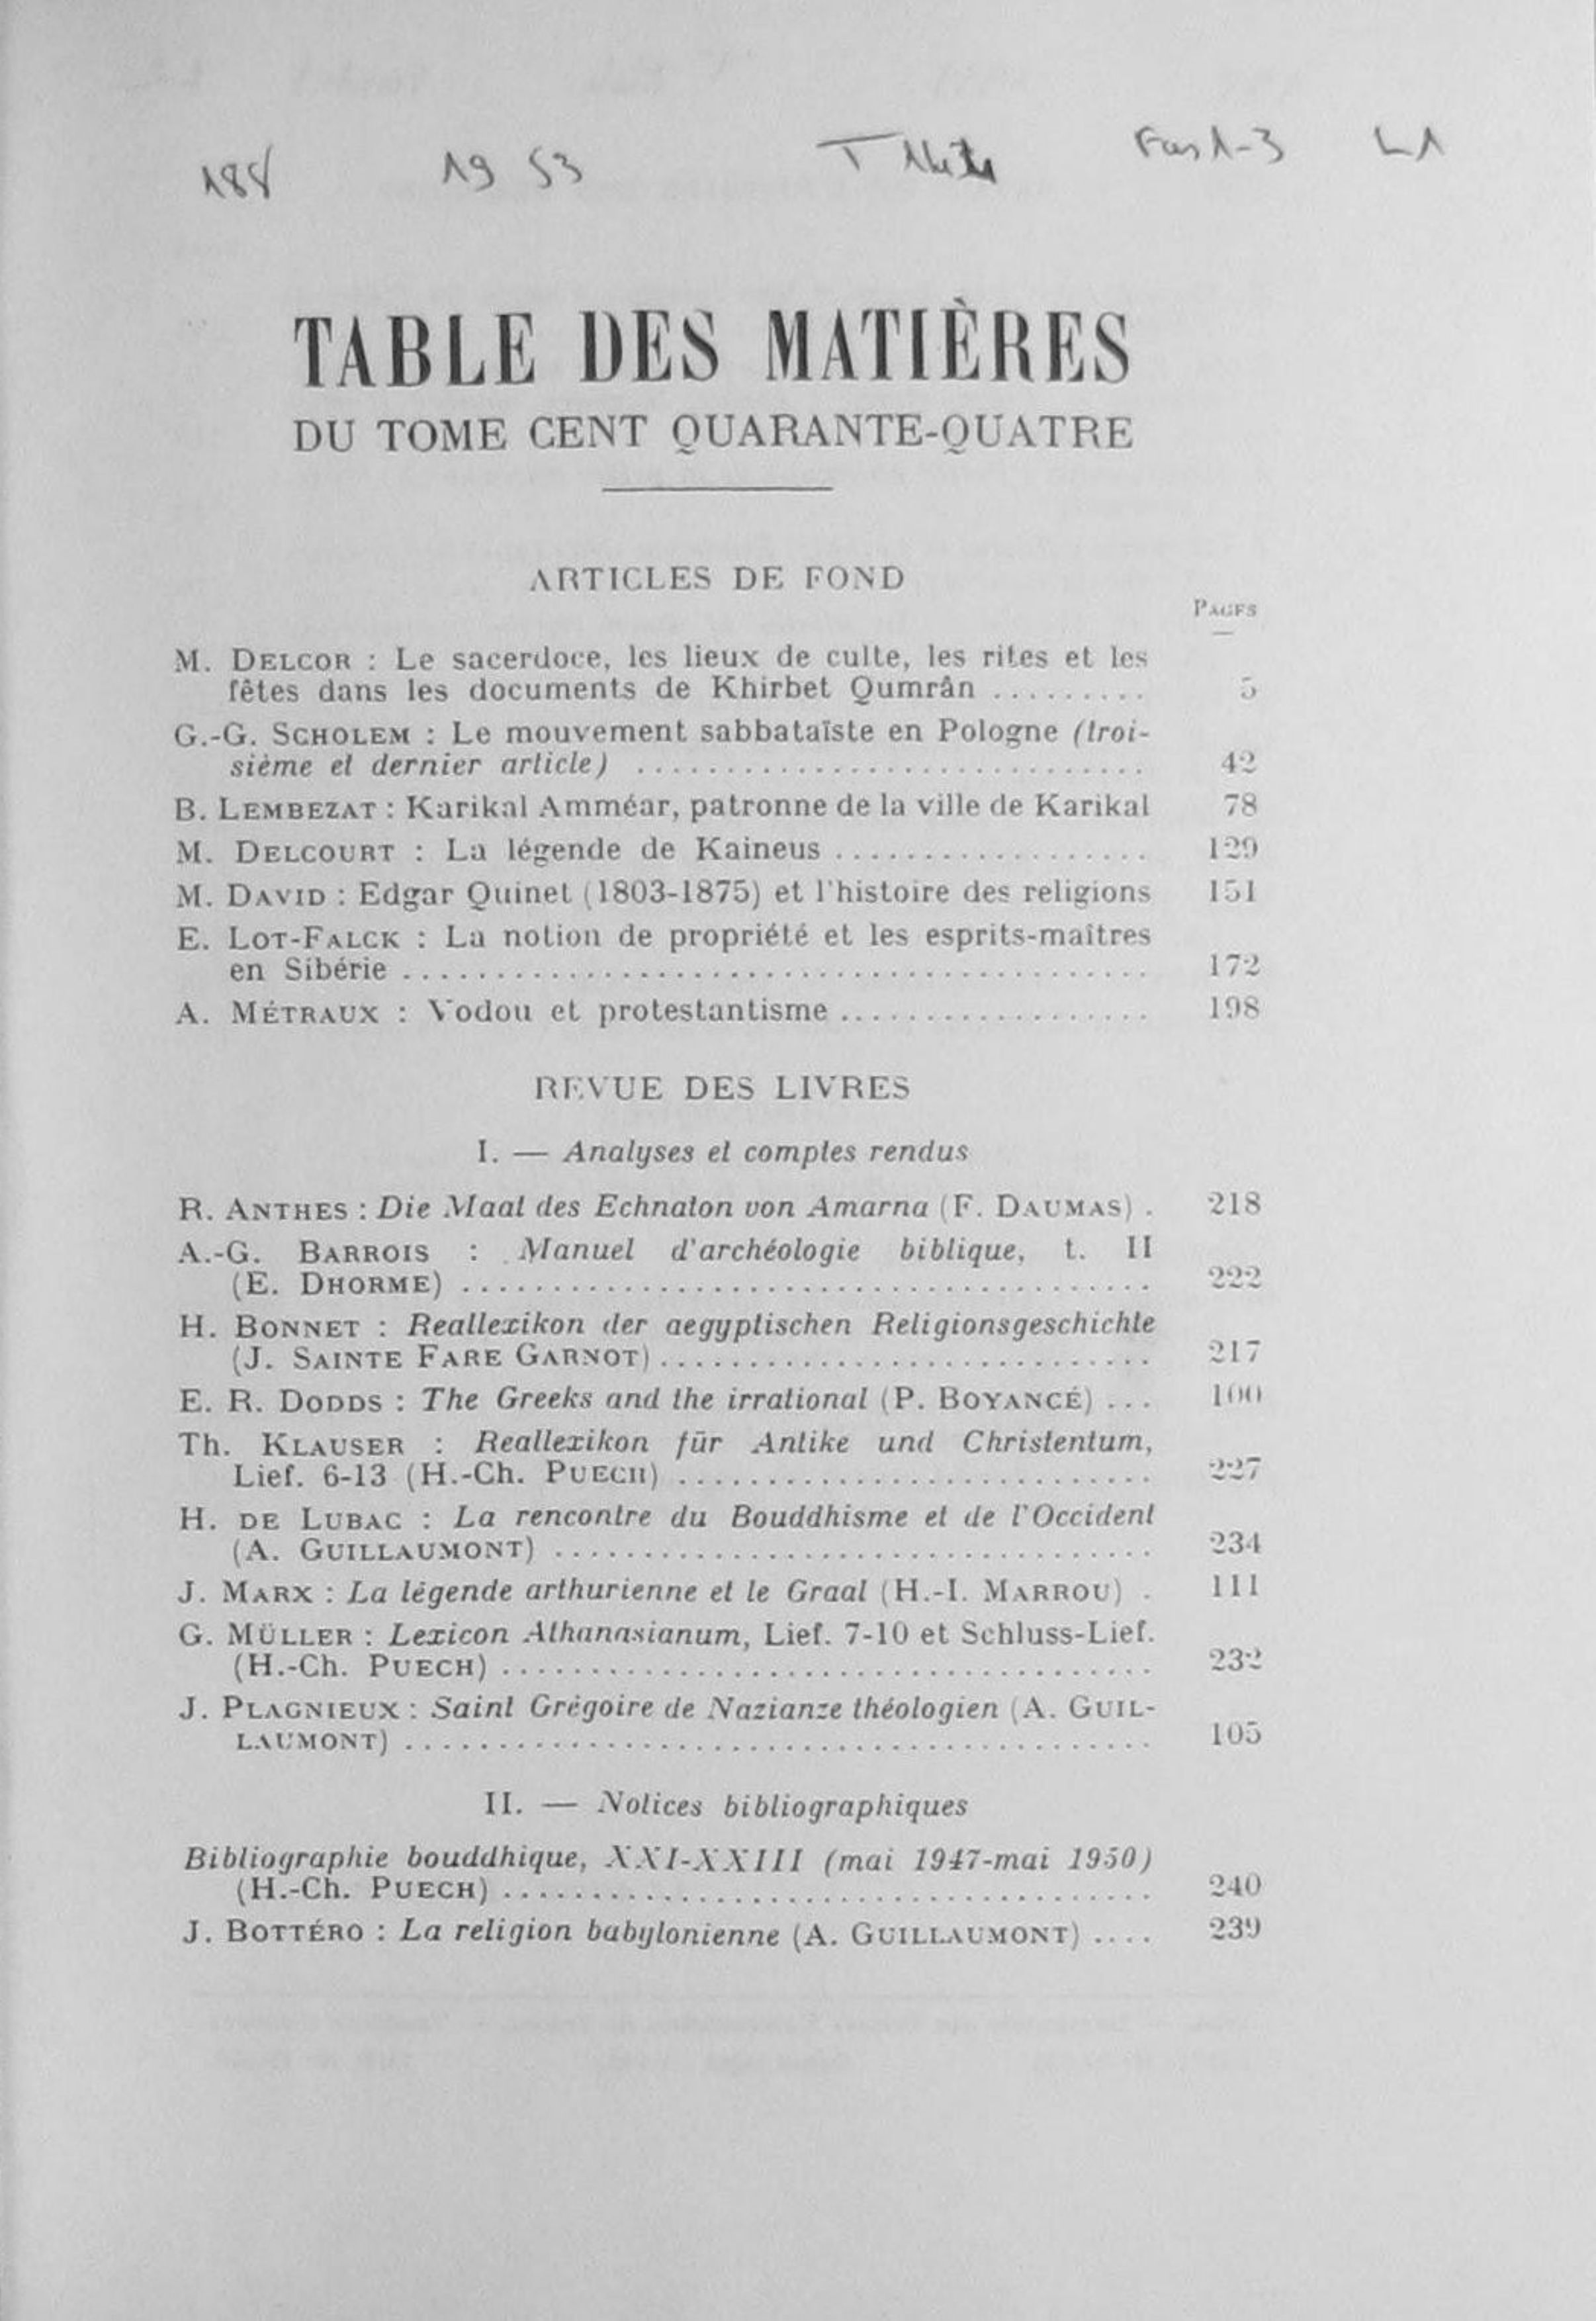 19 53
Fas 1-3
L1
TABLE DES MATIÈRES
DU TOME CENT QUARANTE-QUATRE
ARTICLES DE FOND
PAGES
M. DELCOR : Le sacerdoce, les lieux de culte, les rites et les
fêtes dans les documents de Khirbet Qumrân ......... 5
G.-G. SCHOLEM : Le mouvement sabbataïste en Pologne (troi-
sième et dernier article) ............................. 42
B. LEMBEZAT : Karikal Amméar, patronne de la ville de Karikal 78
M. DELCOURT : La légende de Kaineus .................. 129
M. DAVID : Edgar Quinet (1803-1875) et l'histoire des religions 151
E. LOT-FALCK : La notion de propriété et les esprits-maîtres
en Sibérie .......................................... 172
A. MÉTRAUX : Vodou et protestantisme .................. 198
REVUE DES LIVRES
I. — Analyses et comptes rendus
R. ANTHES : Die Maat des Echnaton von Amarna (F. DAUMAS) . 218
A.-G. BARROIS : Manuel d'archéologie biblique, t. II
(E. DHORME) ....................................... 222
H. BONNET : Reallexikon der aegyptischen Religionsgeschichte
(J. SAINTE FARE GARNOT) ............................ 217
E. R. DODDS : The Greeks and the irrational (P. BOYANCÉ) ... 100
Th. KLAUSER : Reallexikon für Antike und Christentum,
Lief. 6-13 (H.-Ch. PUECH) ........................... 227
H. DE LUBAC : La rencontre du Bouddhisme et de l'Occident
(A. GUILLAUMONT) .................................. 234
J. MARX : La légende arthurienne et le Graal (H.-I. MARROU) . 111
G. MÜLLER : Lexicon Athanasianum, Lief. 7-10 et Schluss-Lief.
(H.-Ch. PUECH) ..................................... 232
J. PLAGNIEUX : Saint Grégoire de Nazianze théologien (A. GUIL-
LAUMONT) .......................................... 105
II. — Notices bibliographiques
Bibliographie bouddhique, XXI-XXIII (mai 1947-mai 1950)
(H.-Ch. PUECH) ..................................... 240
J. BOTTÉRO : La religion babylonienne (A. GUILLAUMONT) .... 239